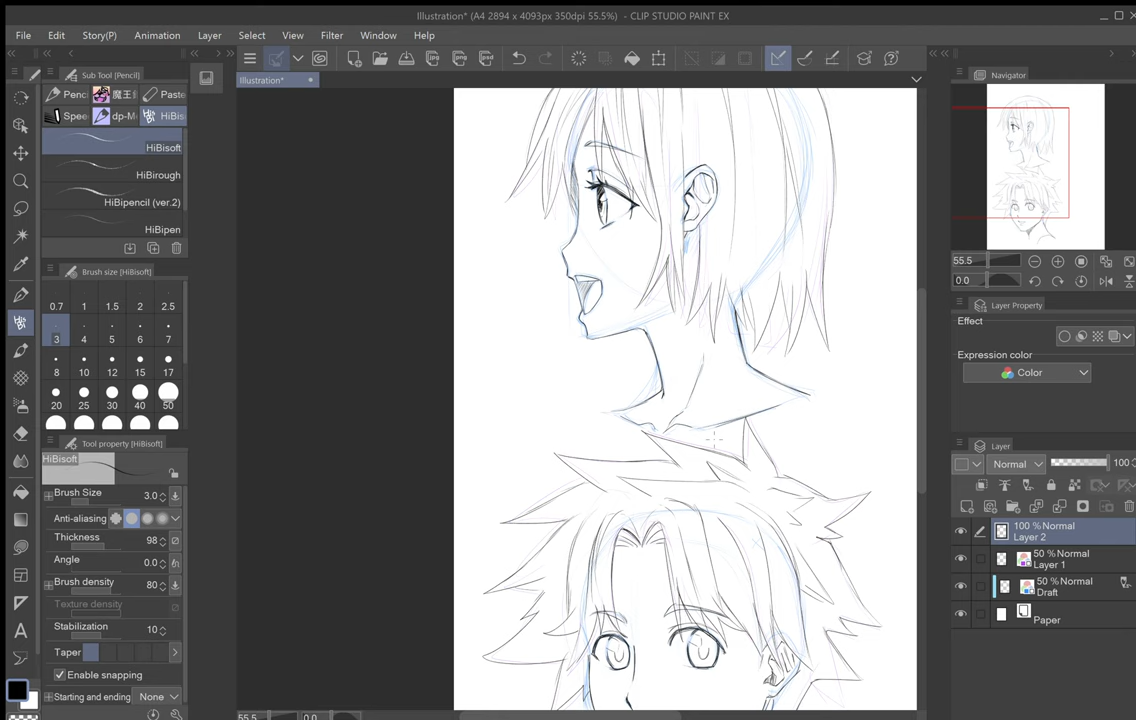 Illustration* (A4 2894 x 4093px 350dpi 55.5%) - CLIP STUDIO PAINT EX
File Edit Story(P) Animation Layer Select View Filter Window Help
Sub Tool [Pencil]
Illustration*
Navigator
Penc 魔王 Paste
Spee dp-M HiBis
HiBisoft
HiBirough
HiBipencil (ver.2)
HiBipen
Brush size [HiBisoft]
0.7 1 1.5 2 2.5
3 4 5 6 7
8 10 12 15 17
20 25 30 40 50
Tool property [HiBisoft]
HiBisoft
Brush Size 3.0
Anti-aliasing
Thickness 98
Angle 0.0
Brush density 80
Texture density
Stabilization 10
Taper
Enable snapping
Starting and ending None
55.5 0.0
55.5
0.0
Layer Property
Effect
Expression color
Color
Layer
Normal 100
100 % Normal
Layer 2
50 % Normal
Layer 1
50 % Normal
Draft
Paper